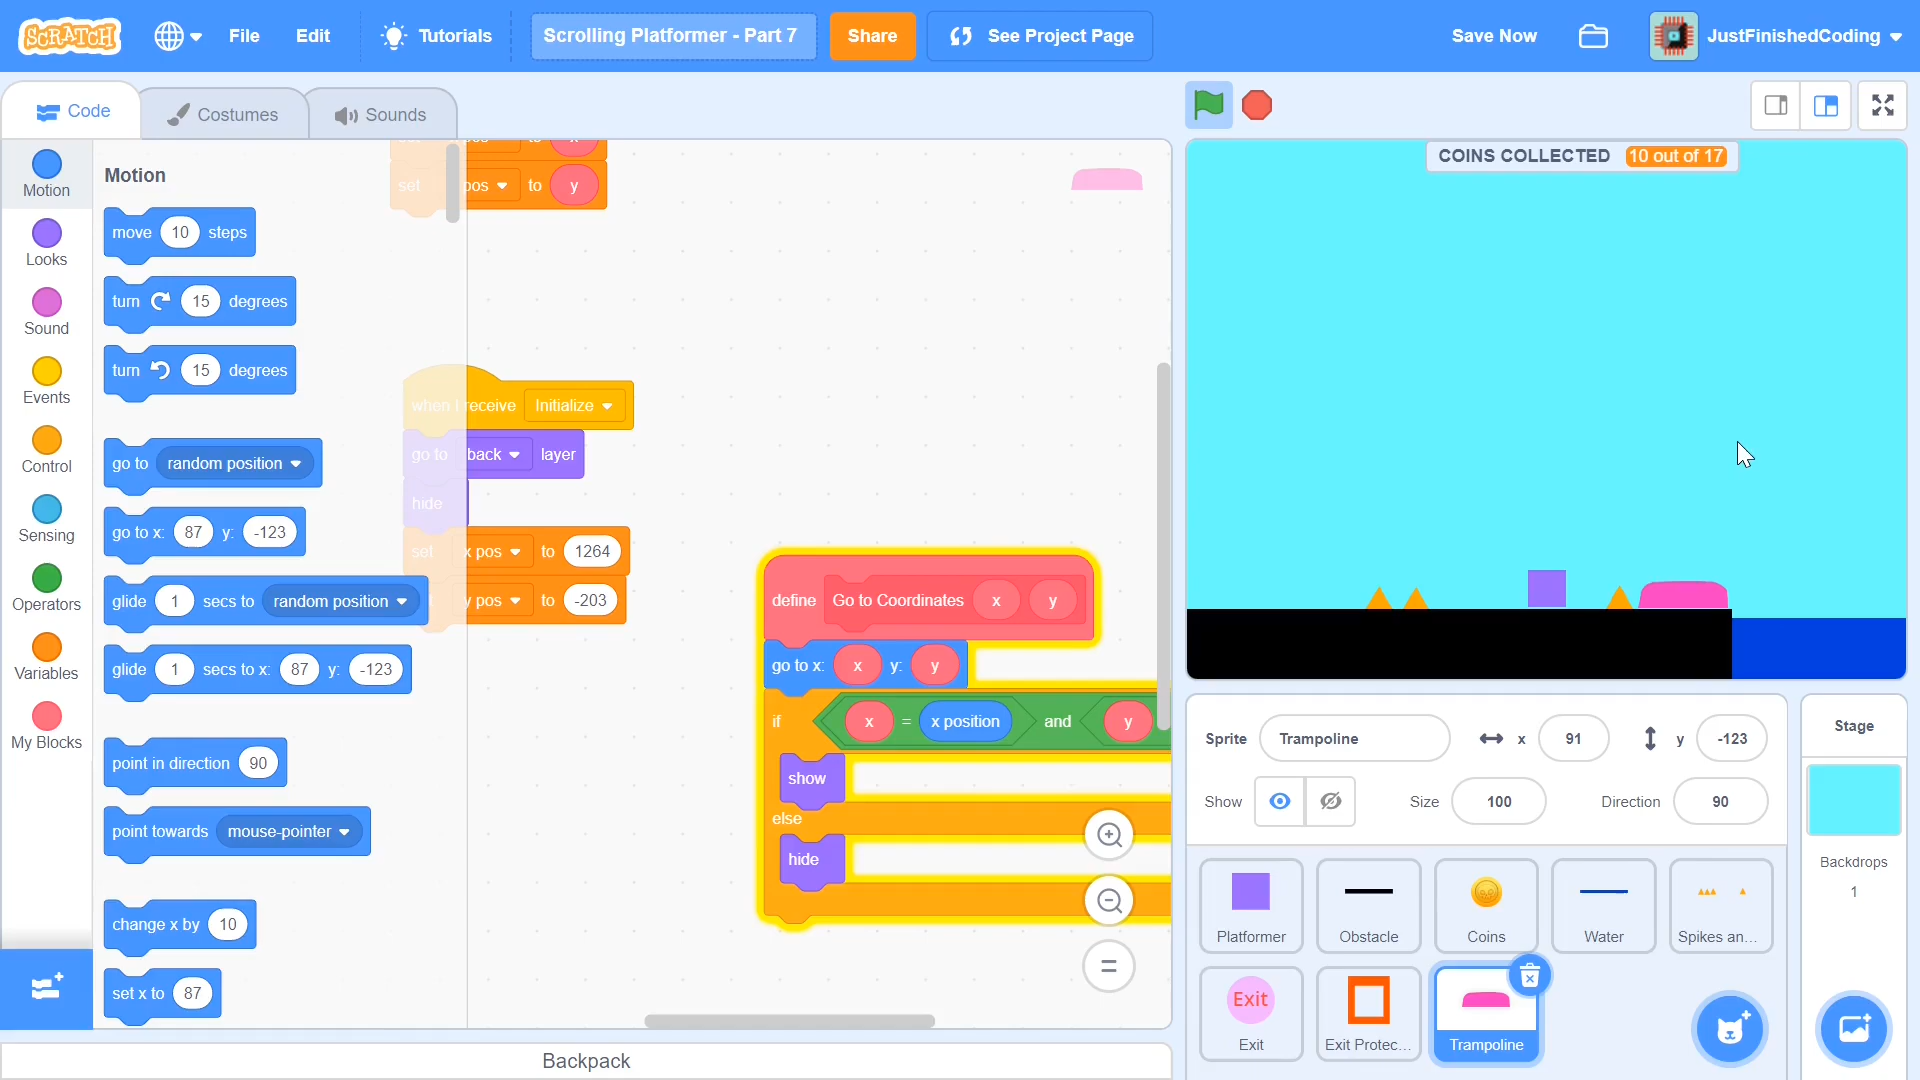 SCRATCH
File
Edit
Tutorials
Scrolling Platformer - Part 7
Share
See Project Page
Save Now
JustFinishedCoding
Code
Costumes
Sounds
Motion
Looks
Sound
Events
Control
Sensing
Operators
Variables
My Blocks
Motion
move 10 steps
turn 15 degrees
turn 15 degrees
go to random position
go to x: 87 y: -123
glide 1 secs to random position
glide 1 secs to x: 87 y: -123
point in direction 90
point towards mouse-pointer
change x by 10
set x to 87
set pos to y
when I receive Initialize
go to back layer
hide
set x pos to 1264
y pos to -203
define Go to Coordinates x y
go to x: x y: y
if x = x position and y
show
else
hide
Backpack
COINS COLLECTED 10 out of 17
Sprite Trampoline x 91 y -123
Show Size 100 Direction 90
Platformer
Obstacle
Coins
Water
Spikes an...
Exit
Exit
Exit Protec...
Trampoline
Stage
Backdrops
1